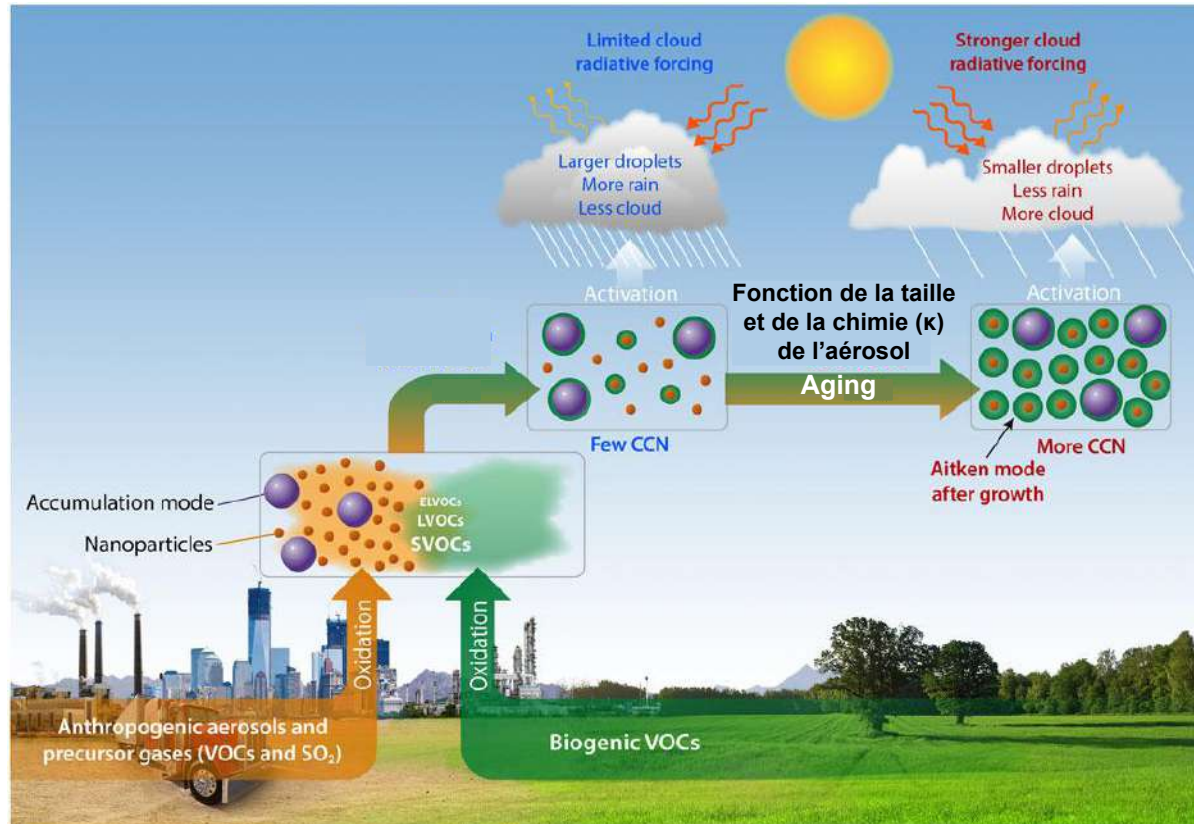 Limited cloud
radiative forcing
Stronger cloud
radiative forcing
Larger droplets
More rain
Less cloud
Smaller droplets
Less rain
More cloud
Activation
Fonction de la taille
et de la chimie (κ)
de l’aérosol
Aging
Activation
Few CCN
More CCN
Aitken mode
after growth
Accumulation mode
Nanoparticles
ELVOCs
LVOCs
SVOCs
Oxidation
Oxidation
Anthropogenic aerosols and
precursor gases (VOCs and SO₂)
Biogenic VOCs